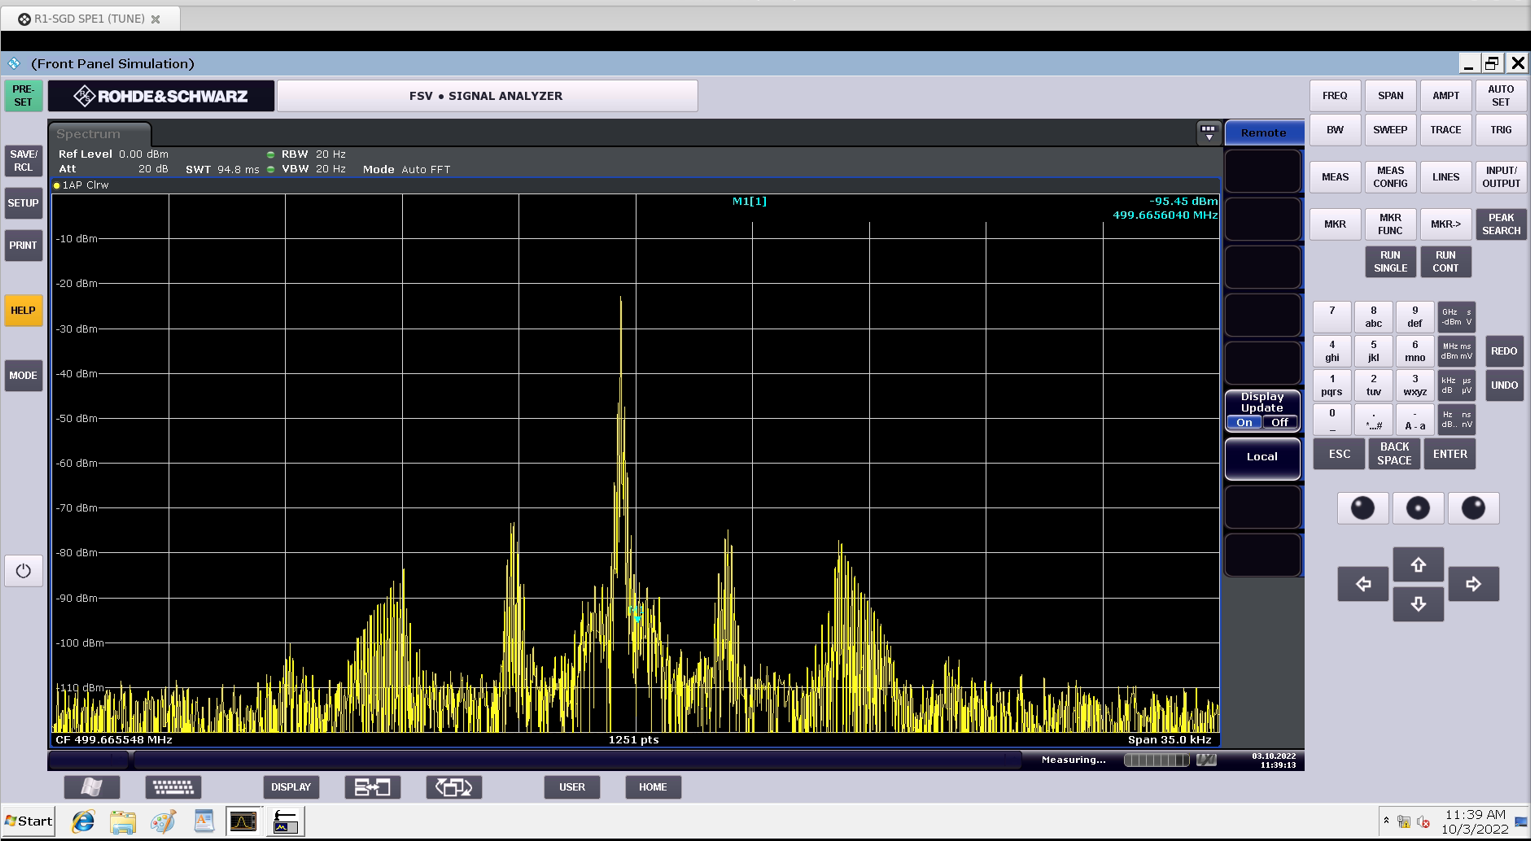 R1-SGD SPE1 (TUNE)
(Front Panel Simulation)
PRE-
SET
ROHDE&SCHWARZ
FSV • SIGNAL ANALYZER
FREQ SPAN AMPT AUTO
SET
Spectrum
Remote
BW SWEEP TRACE TRIG
SAVE/
RCL
Ref Level 0.00 dBm RBW 20 Hz
Att 20 dB SWT 94.8 ms VBW 20 Hz Mode Auto FFT
1AP Clrw
MEAS MEAS
CONFIG LINES INPUT/
OUTPUT
SETUP
M1[1] -95.45 dBm
499.6656040 MHz
MKR MKR
FUNC MKR-> PEAK
SEARCH
PRINT
-10 dBm
RUN
SINGLE RUN
CONT
-20 dBm
HELP
-30 dBm
7 8
abc 9
def GHz s
-dBm V
4
ghi 5
jkl 6
mno MHz ms
dBm mV REDO
MODE
-40 dBm
1
pqrs 2
tuv 3
wxyz kHz µs
dB µV UNDO
Display
Update
On Off
-50 dBm
0
_ .
*...# -
A - a Hz ns
dB.. nV
Local
ESC BACK
SPACE ENTER
-60 dBm
-70 dBm
-80 dBm
-90 dBm
-100 dBm
-110 dBm
CF 499.665548 MHz 1251 pts Span 35.0 kHz
Measuring... 03.10.2022
11:39:13
DISPLAY USER HOME
Start
11:39 AM
10/3/2022